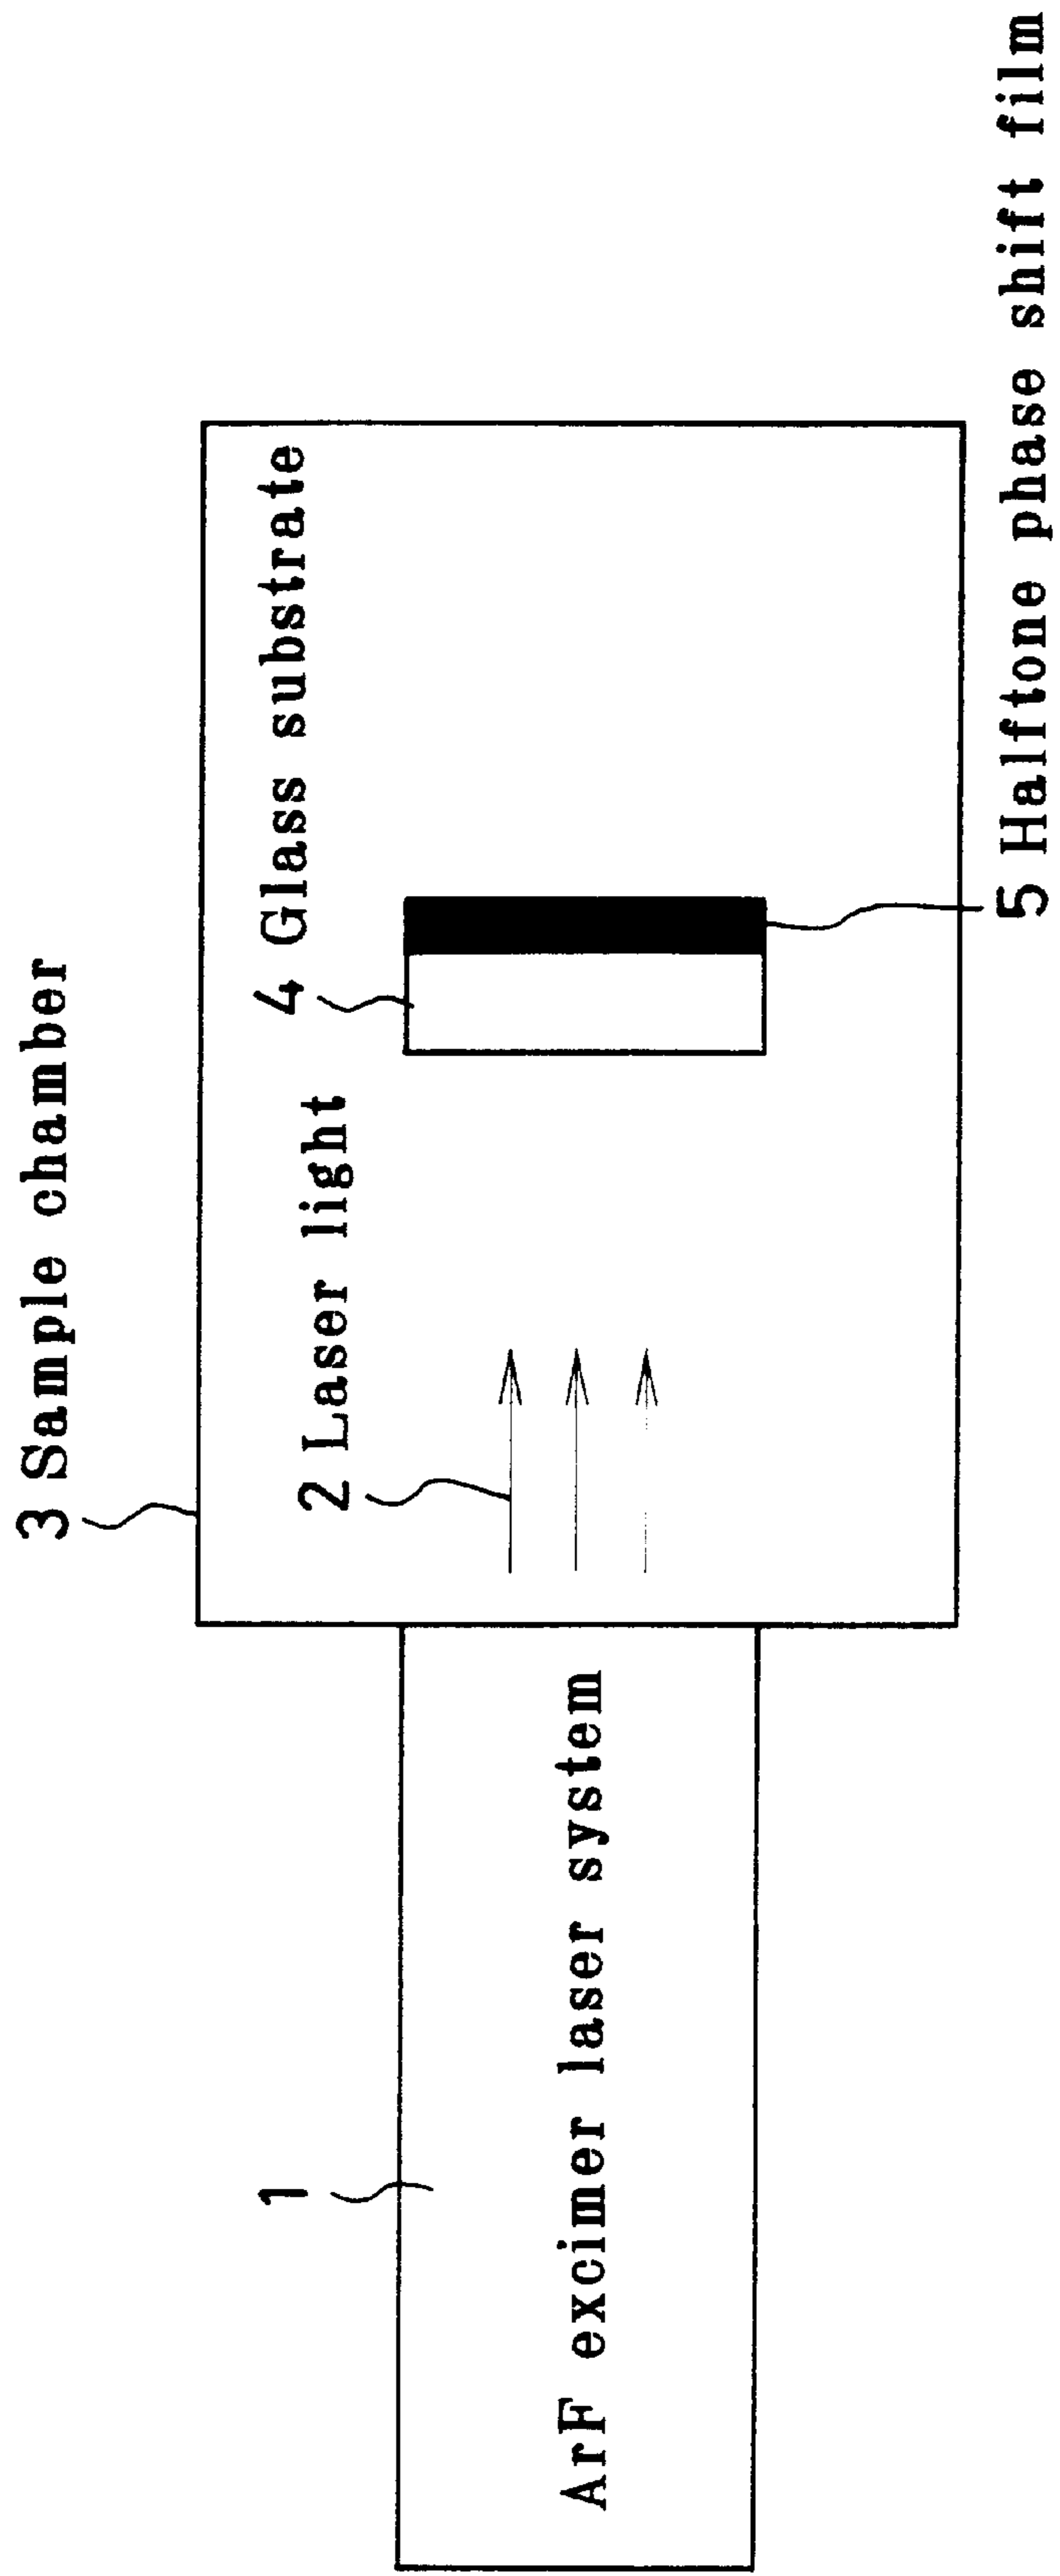 3 Sample chamber
4 Glass substrate
2 Laser light
1
ArF excimer laser system
5 Halftone phase shift film